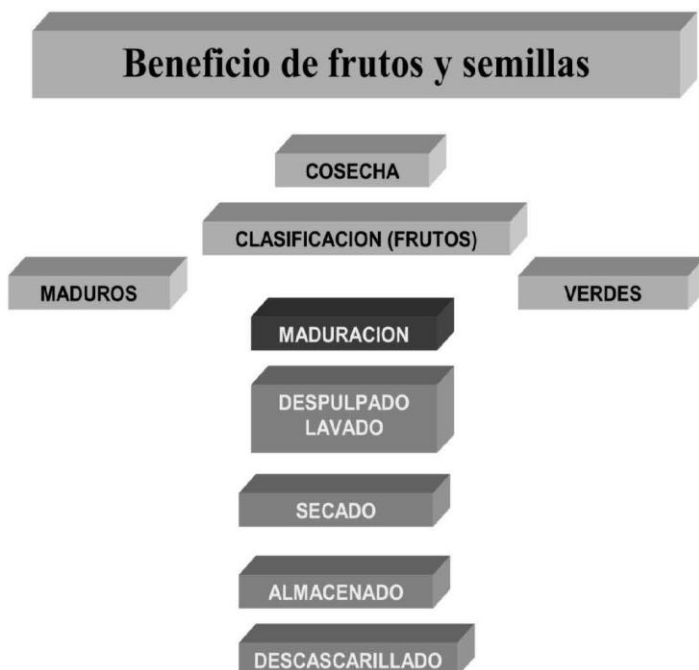 Beneficio de frutos y semillas
COSECHA
CLASIFICACION (FRUTOS)
MADUROS
VERDES
MADURACION
DESPULPADO
LAVADO
SECADO
ALMACENADO
DESCASCARILLADO